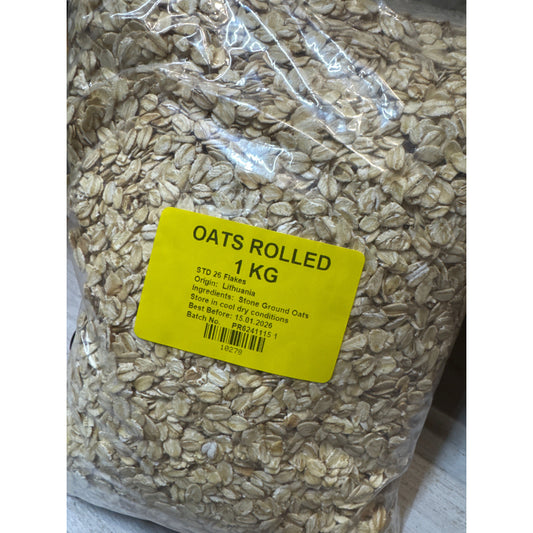 OATS ROLLED
1 KG
STD 25 Flakes
Origin: Lithuania
Ingredients: Stone Ground Oats
Store in cool dry conditions
Best Before: 15.01.2026
Batch No. PR6241115 1
10278